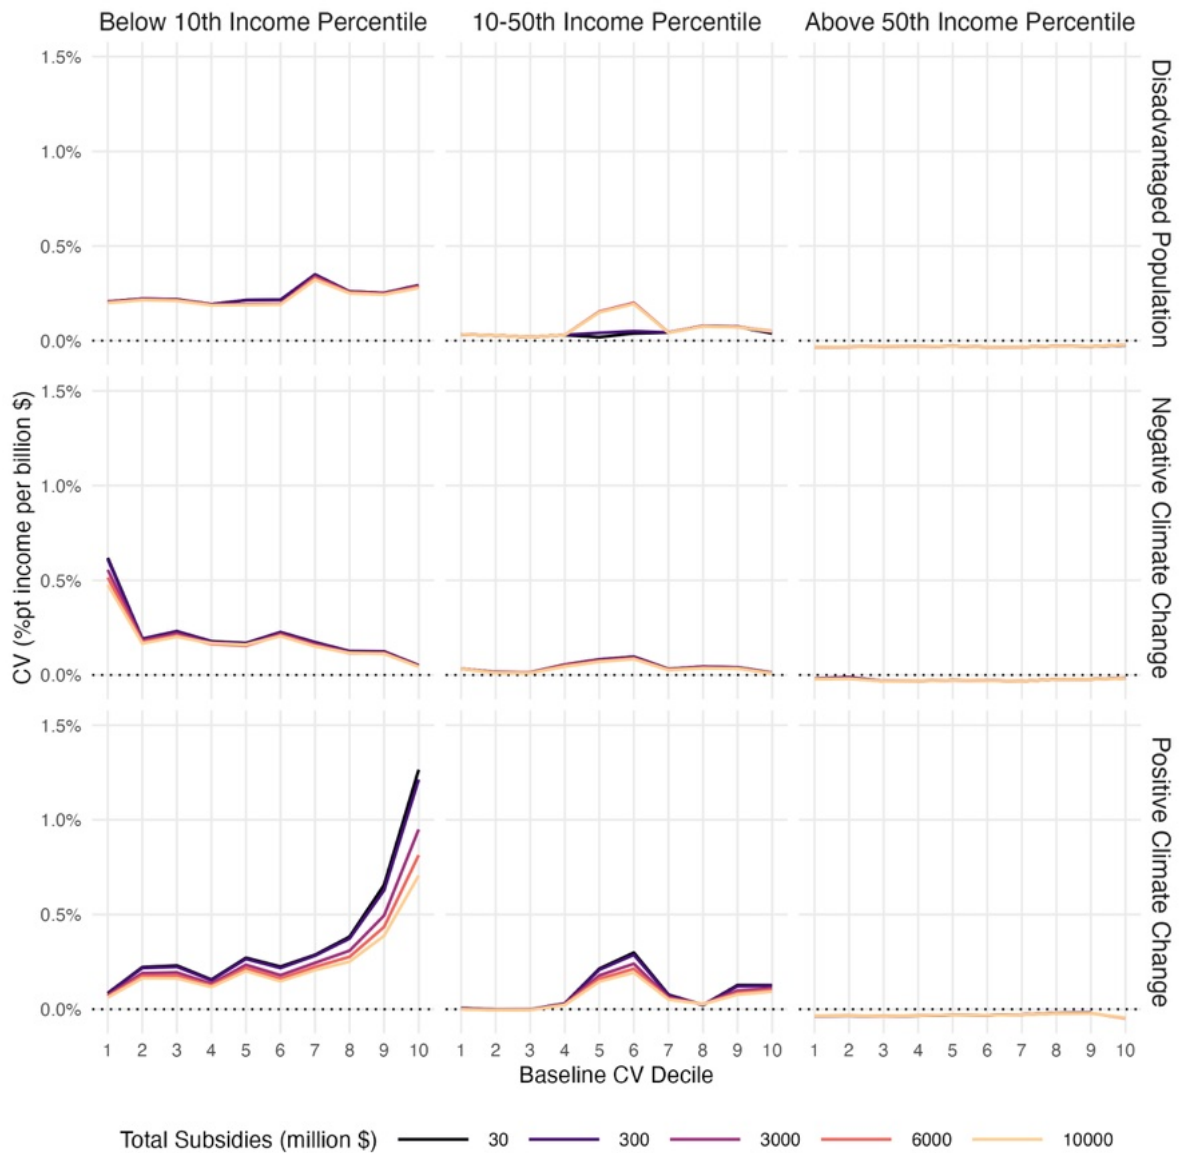 Below 10th Income Percentile
10-50th Income Percentile
Above 50th Income Percentile
1.5%
1.0%
0.5%
0.0%
Disadvantaged Population
1.5%
1.0%
0.5%
0.0%
Negative Climate Change
CV (%pt income per billion $)
1.5%
1.0%
0.5%
0.0%
Positive Climate Change
1 2 3 4 5 6 7 8 9 10
1 2 3 4 5 6 7 8 9 10
1 2 3 4 5 6 7 8 9 10
Baseline CV Decile
Total Subsidies (million $) 30 300 3000 6000 10000